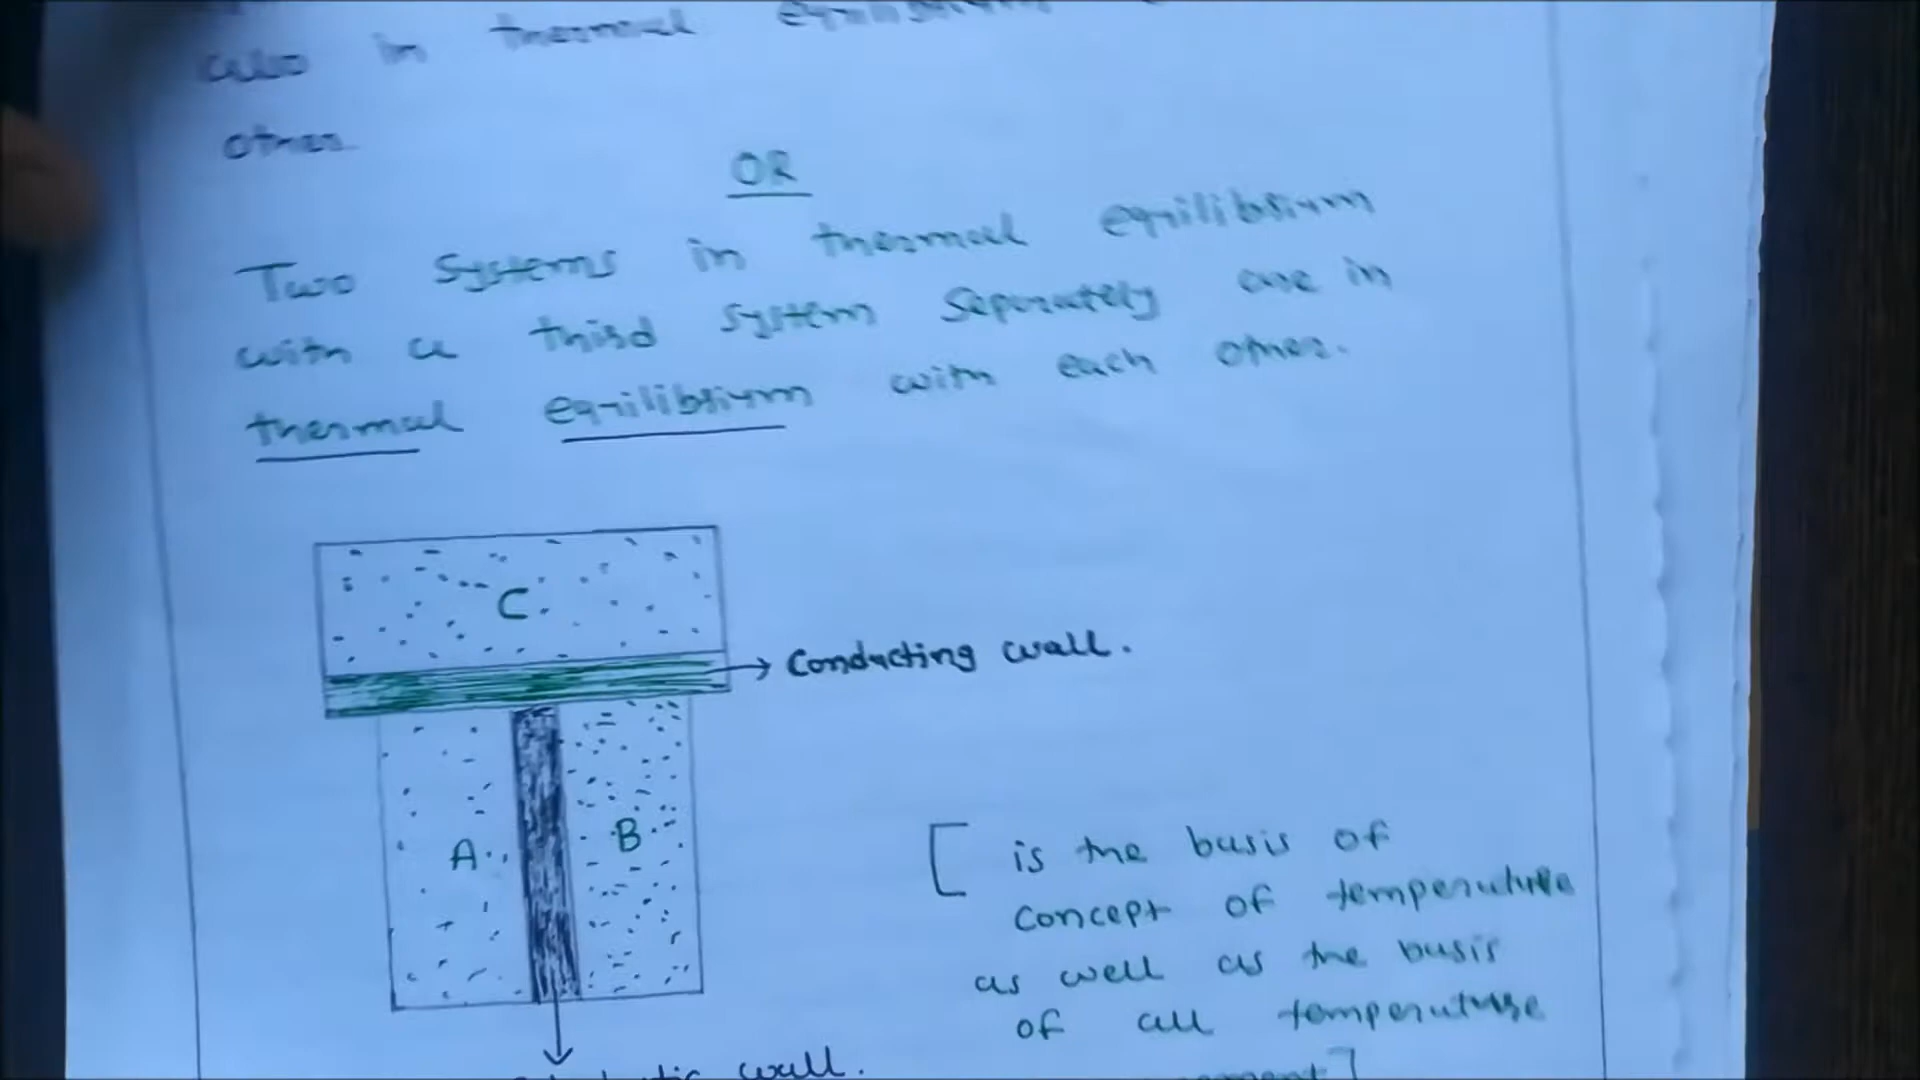 also in thermal equilibrium
other.
OR
Two systems in thermal equilibrium
with a third system separately are in
thermal equilibrium with each other.
C
Conducting wall.
A
B
[ is the basis of
concept of temperature
as well as the basis
of all temperature
wall.